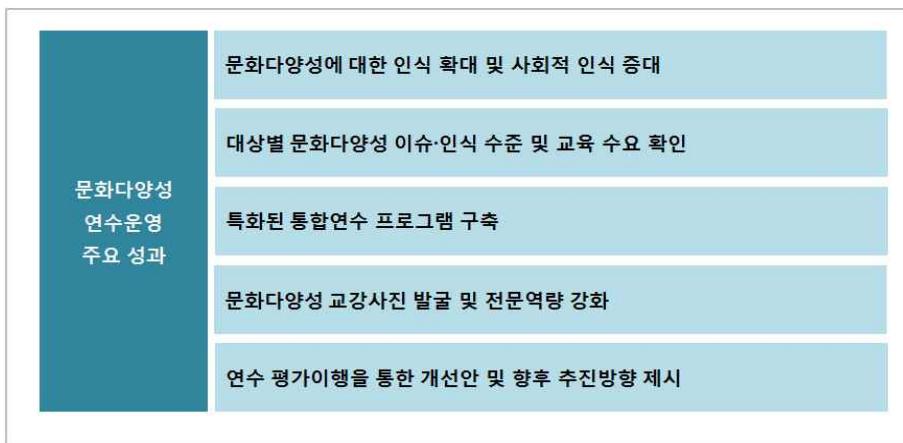 문화다양성
연수운영
주요 성과
문화다양성에 대한 인식 확대 및 사회적 인식 증대
대상별 문화다양성 이슈·인식 수준 및 교육 수요 확인
특화된 통합연수 프로그램 구축
문화다양성 교강사진 발굴 및 전문역량 강화
연수 평가이행을 통한 개선안 및 향후 추진방향 제시